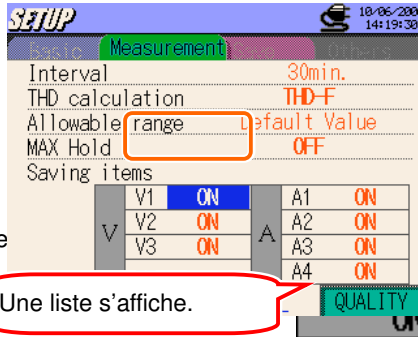 SETUP
10/06/200
14:19:30
Basic Measurement Save Others
Interval 30min.
THD calculation THD-F
Allowable range Default Value
MAX Hold OFF
Saving items
V
V1 ON
V2 ON
V3 ON
A
A1 ON
A2 ON
A3 ON
A4 ON
e
Une liste s’affiche.
QUALITY